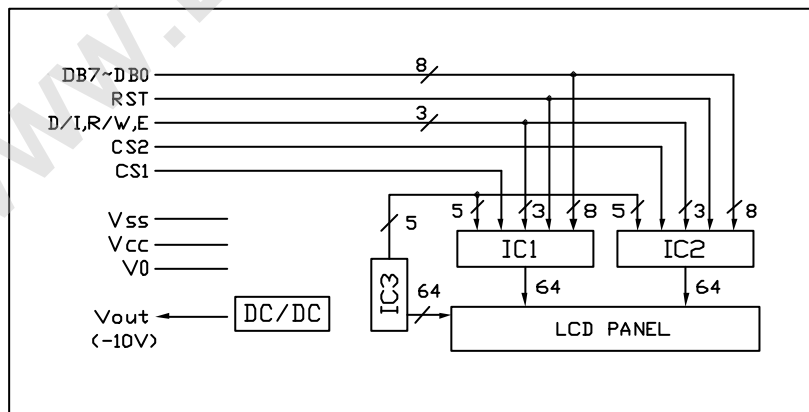 www.
DB7~DB0 8
RST
D/I,R/W,E 3
CS2
CS1
5 5 3 8 5 3 8
Vss
Vcc
V0
IC1 IC2
IC3 64 64 64
Vout DC/DC
(-10V)
LCD PANEL